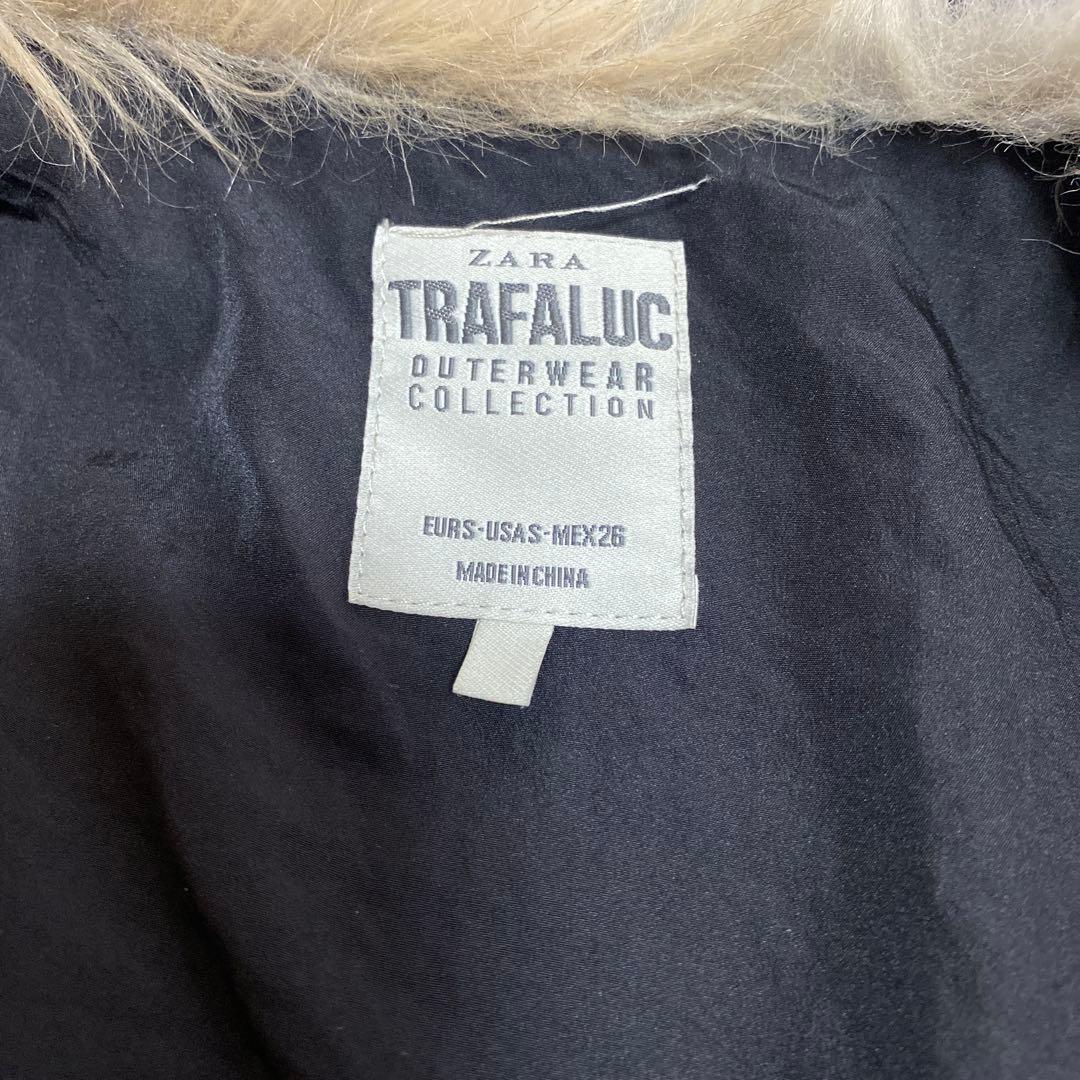 ZARA
TRAFALUC
OUTERWEAR
COLLECTION
EURS-USAS-MEX26
MADE IN CHINA